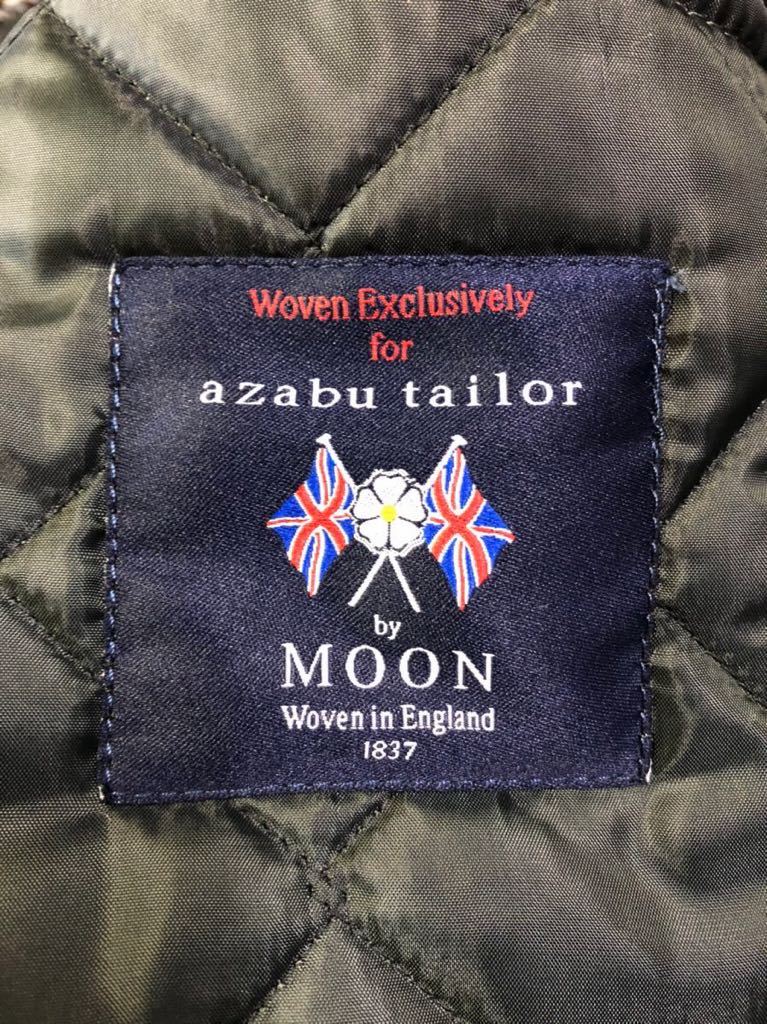 Woven Exclusively
for
azabu tailor
by
MOON
Woven in England
1837